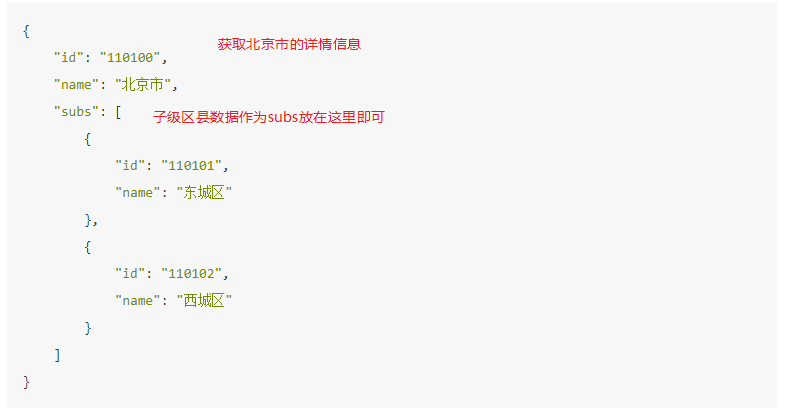 {
获取北京市的详情信息
    "id": "110100",
    "name": "北京市",
    "subs": [ 子级区县数据作为subs放在这里即可
        {
            "id": "110101",
            "name": "东城区"
        },
        {
            "id": "110102",
            "name": "西城区"
        }
    ]
}